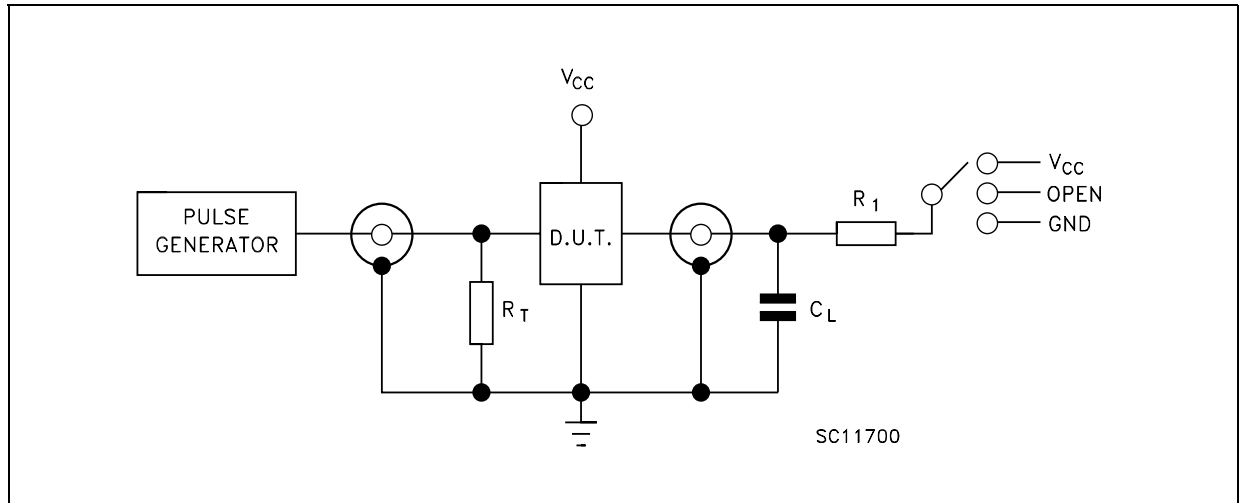 VCC
VCC
R1
OPEN
PULSE
GENERATOR
D.U.T.
GND
RT
CL
SC11700